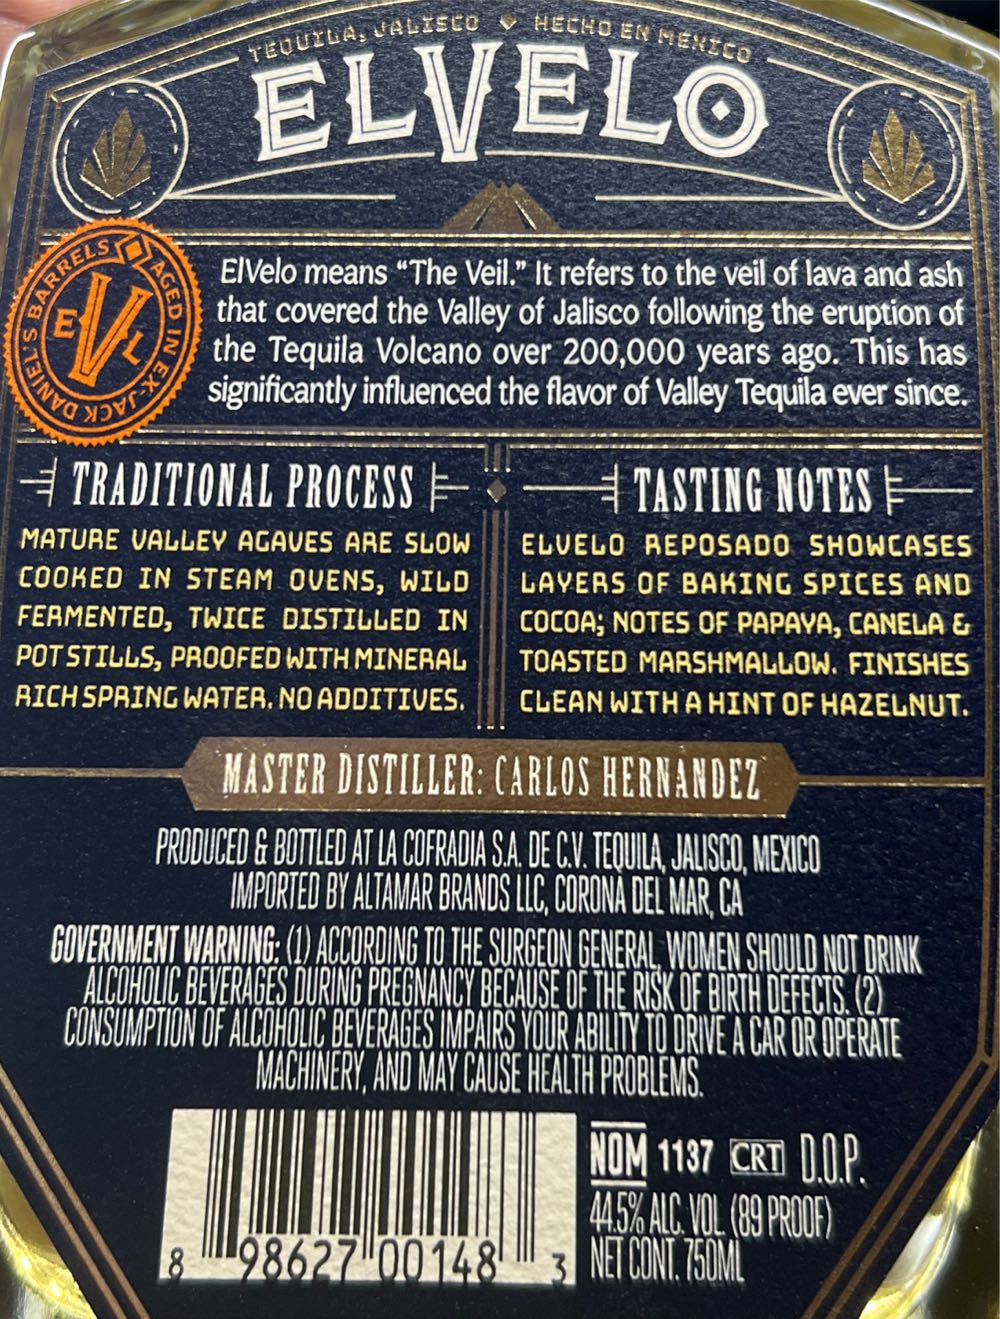 TEQUILA, JALISCO HECHO EN MEXICO
ELVELO
AGED IN EX-JACK DANIEL'S BARRELS
EVL
ElVelo means “The Veil.” It refers to the veil of lava and ash
that covered the Valley of Jalisco following the eruption of
the Tequila Volcano over 200,000 years ago. This has
significantly influenced the flavor of Valley Tequila ever since.
TRADITIONAL PROCESS
MATURE VALLEY AGAVES ARE SLOW
COOKED IN STEAM OVENS, WILD
FERMENTED, TWICE DISTILLED IN
POT STILLS, PROOFED WITH MINERAL
RICH SPRING WATER. NO ADDITIVES.
TASTING NOTES
ELVELO REPOSADO SHOWCASES
LAYERS OF BAKING SPICES AND
COCOA; NOTES OF PAPAYA, CANELA &
TOASTED MARSHMALLOW. FINISHES
CLEAN WITH A HINT OF HAZELNUT.
MASTER DISTILLER: CARLOS HERNANDEZ
PRODUCED & BOTTLED AT LA COFRADIA S.A. DE C.V. TEQUILA, JALISCO, MEXICO
IMPORTED BY ALTAMAR BRANDS LLC, CORONA DEL MAR, CA
GOVERNMENT WARNING: (1) ACCORDING TO THE SURGEON GENERAL, WOMEN SHOULD NOT DRINK
ALCOHOLIC BEVERAGES DURING PREGNANCY BECAUSE OF THE RISK OF BIRTH DEFECTS. (2)
CONSUMPTION OF ALCOHOLIC BEVERAGES IMPAIRS YOUR ABILITY TO DRIVE A CAR OR OPERATE
MACHINERY, AND MAY CAUSE HEALTH PROBLEMS.
8 98627 00148 3
NOM 1137 CRT D.O.P.
44.5% ALC. VOL. (89 PROOF)
NET CONT. 750ML